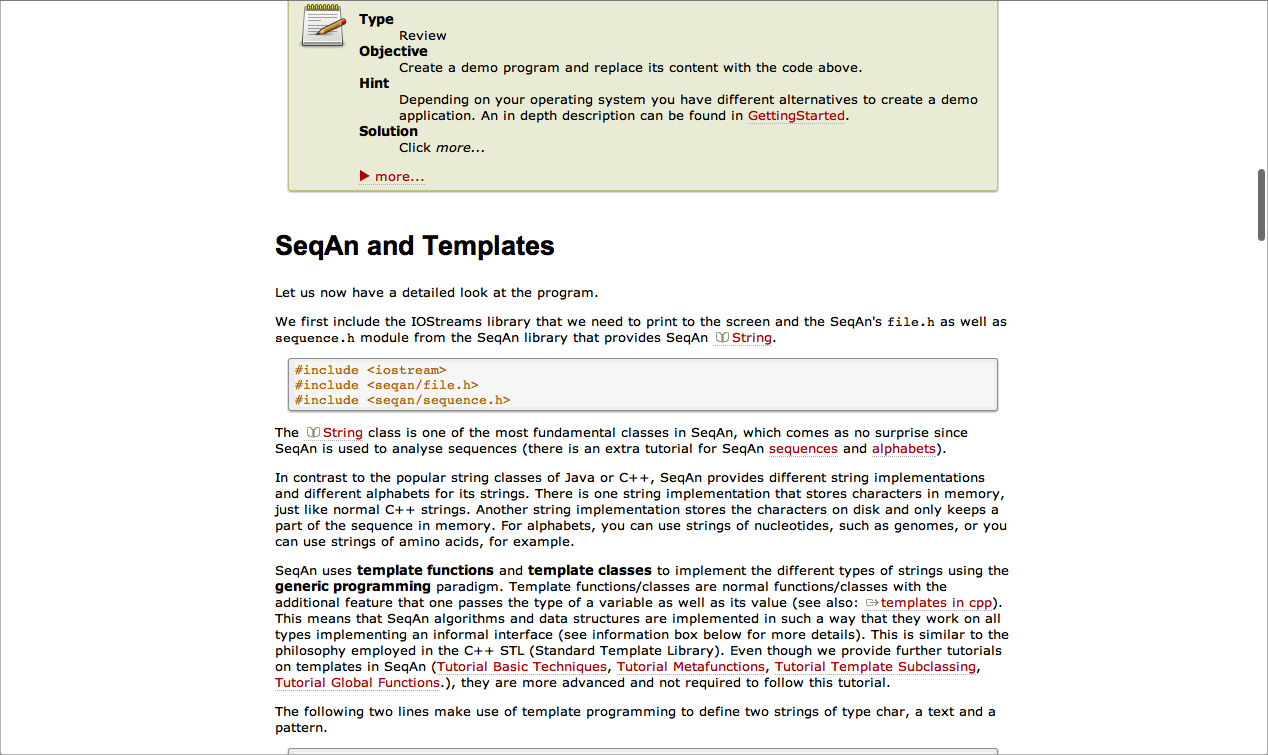 Type
Review
Objective
Create a demo program and replace its content with the code above.
Hint
Depending on your operating system you have different alternatives to create a demo
application. An in depth description can be found in GettingStarted.
Solution
Click more...
more...
SeqAn and Templates
Let us now have a detailed look at the program.
We first include the IOStreams library that we need to print to the screen and the SeqAn's file.h as well as
sequence.h module from the SeqAn library that provides SeqAn String.
#include <iostream>
#include <seqan/file.h>
#include <seqan/sequence.h>
The String class is one of the most fundamental classes in SeqAn, which comes as no surprise since
SeqAn is used to analyse sequences (there is an extra tutorial for SeqAn sequences and alphabets).
In contrast to the popular string classes of Java or C++, SeqAn provides different string implementations
and different alphabets for its strings. There is one string implementation that stores characters in memory,
just like normal C++ strings. Another string implementation stores the characters on disk and only keeps a
part of the sequence in memory. For alphabets, you can use strings of nucleotides, such as genomes, or you
can use strings of amino acids, for example.
SeqAn uses template functions and template classes to implement the different types of strings using the
generic programming paradigm. Template functions/classes are normal functions/classes with the
additional feature that one passes the type of a variable as well as its value (see also: templates in cpp).
This means that SeqAn algorithms and data structures are implemented in such a way that they work on all
types implementing an informal interface (see information box below for more details). This is similar to the
philosophy employed in the C++ STL (Standard Template Library). Even though we provide further tutorials
on templates in SeqAn (Tutorial Basic Techniques, Tutorial Metafunctions, Tutorial Template Subclassing,
Tutorial Global Functions.), they are more advanced and not required to follow this tutorial.
The following two lines make use of template programming to define two strings of type char, a text and a
pattern.